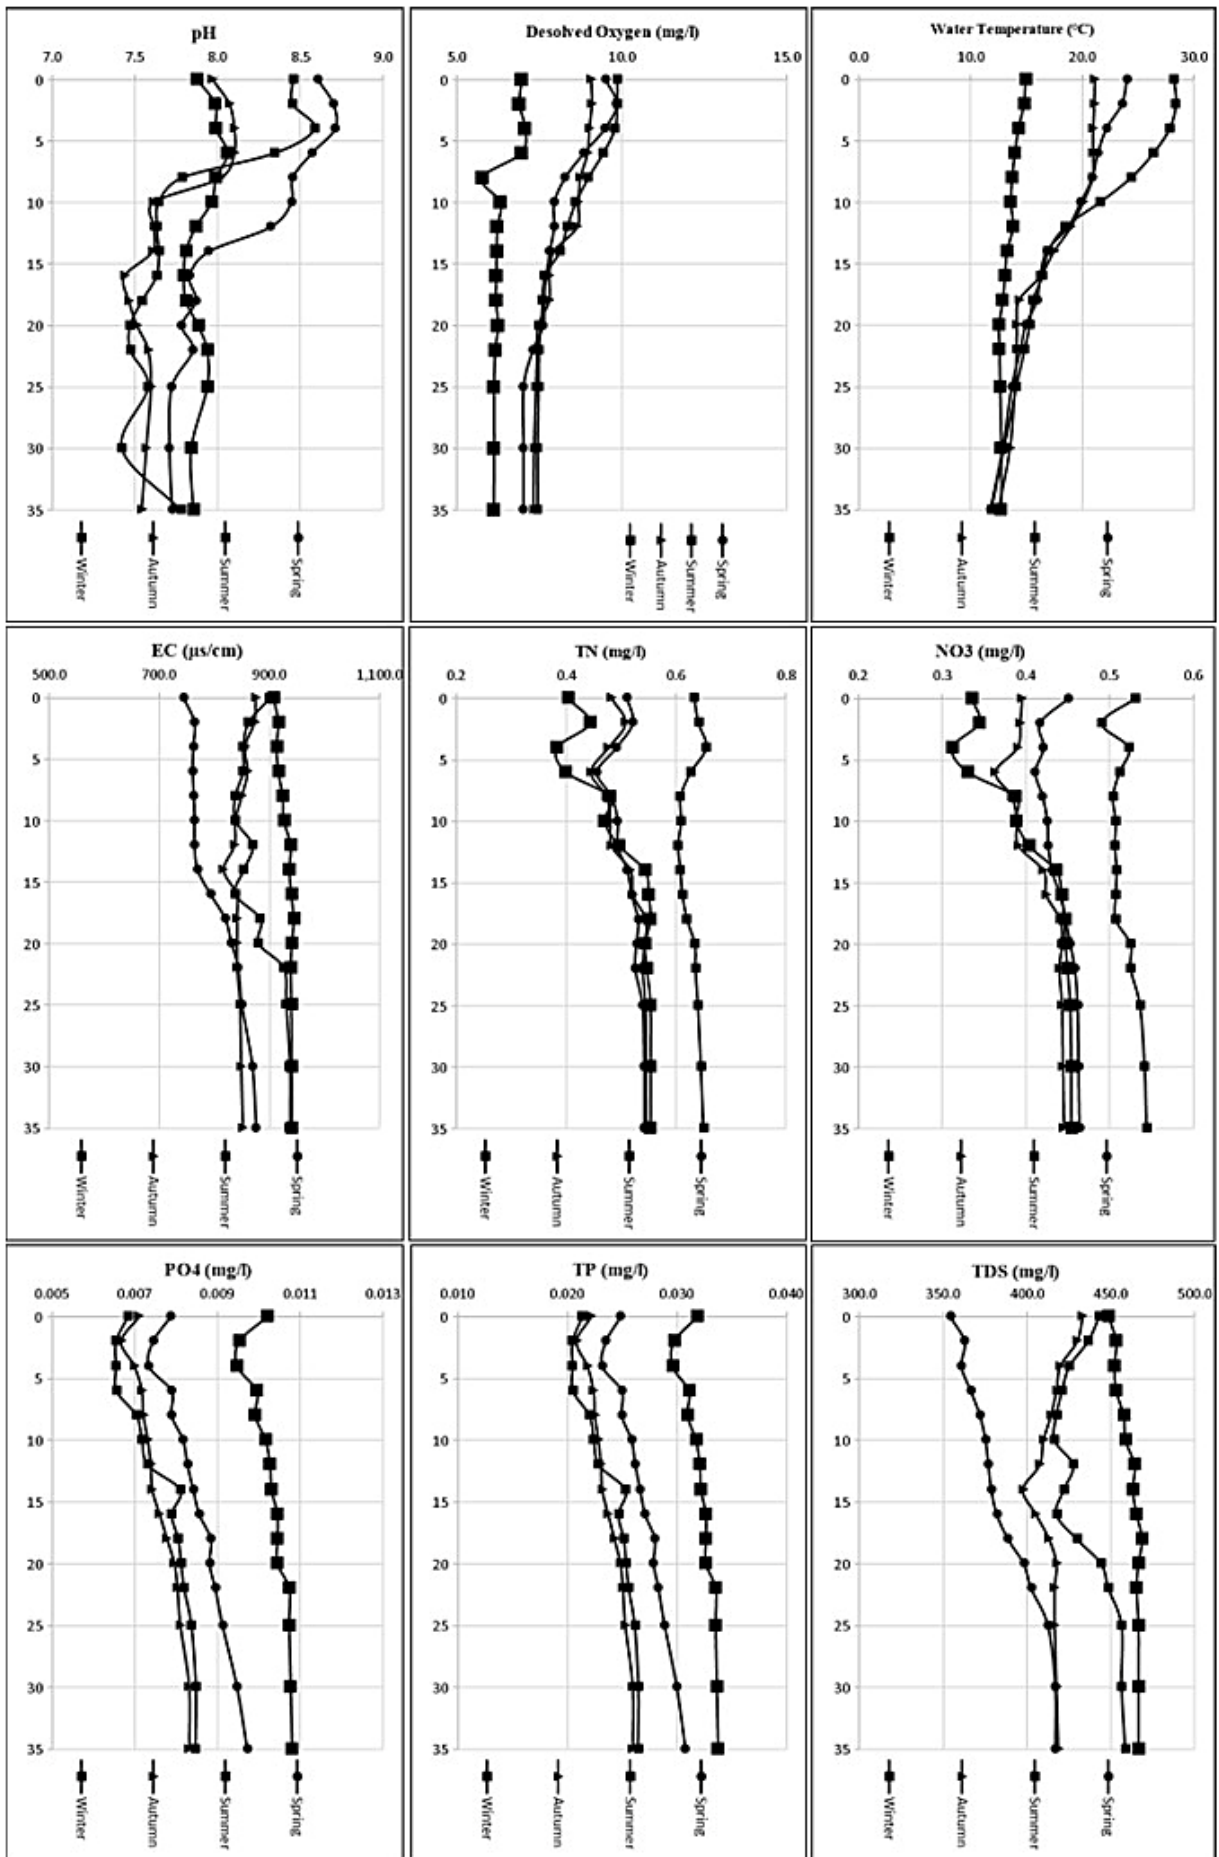 pH
7.0 7.5 8.0 8.5 9.0
0
5
10
15
20
25
30
35
Winter
Autumn
Summer
Spring
Desolved Oxygen (mg/l)
5.0 10.0 15.0
0
5
10
15
20
25
30
35
Winter
Autumn
Summer
Spring
Water Temperature (°C)
0.0 10.0 20.0 30.0
0
5
10
15
20
25
30
35
Winter
Autumn
Summer
Spring
EC (µs/cm)
500.0 700.0 900.0 1,100.0
0
5
10
15
20
25
30
35
Winter
Autumn
Summer
Spring
TN (mg/l)
0.2 0.4 0.6 0.8
0
5
10
15
20
25
30
35
Winter
Autumn
Summer
Spring
NO3 (mg/l)
0.2 0.3 0.4 0.5 0.6
0
5
10
15
20
25
30
35
Winter
Autumn
Summer
Spring
PO4 (mg/l)
0.005 0.007 0.009 0.011 0.013
0
5
10
15
20
25
30
35
Winter
Autumn
Summer
Spring
TP (mg/l)
0.010 0.020 0.030 0.040
0
5
10
15
20
25
30
35
Winter
Autumn
Summer
Spring
TDS (mg/l)
300.0 350.0 400.0 450.0 500.0
0
5
10
15
20
25
30
35
Winter
Autumn
Summer
Spring